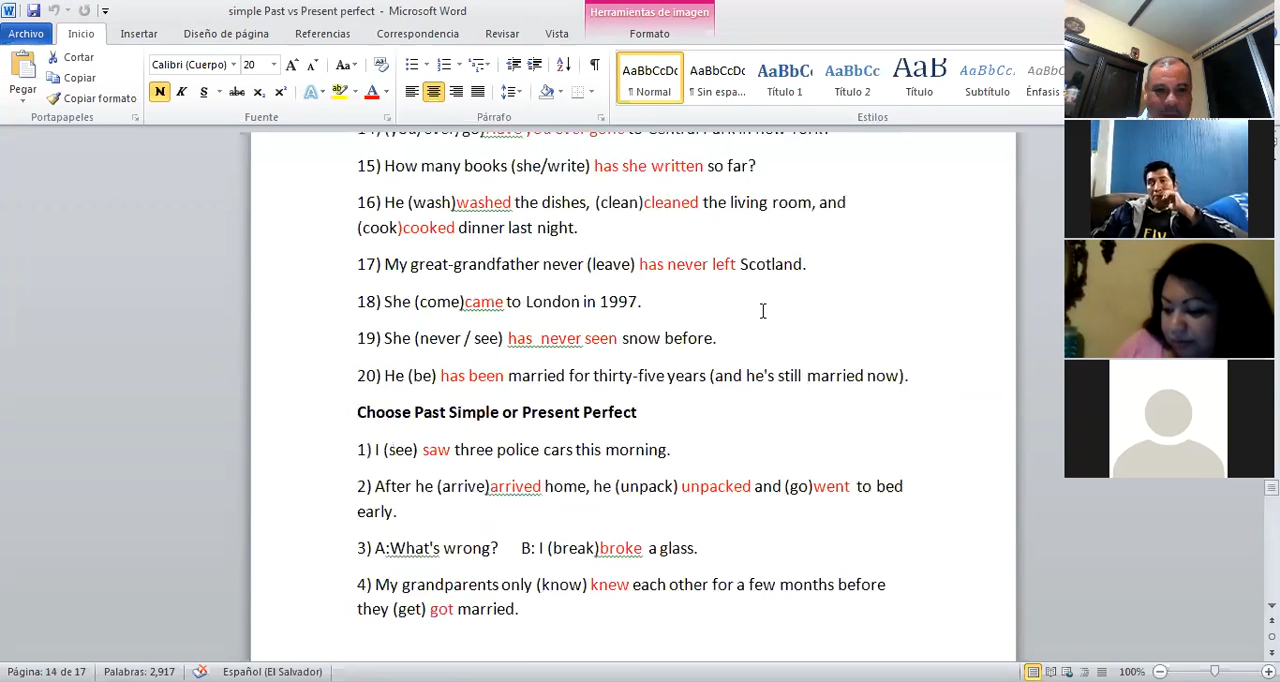 simple Past vs Present perfect - Microsoft Word
Herramientas de imagen
Archivo Inicio Insertar Diseño de página Referencias Correspondencia Revisar Vista Formato
Pegar
Cortar
Copiar
Copiar formato
Portapapeles
Calibri (Cuerpo) 20
Fuente
Párrafo
AaBbCcDc AaBbCcDc AaBbC AaBbCc AaB AaBbCc AaBbCc
¶ Normal ¶ Sin espa... Título 1 Título 2 Título Subtítulo Énfasis
Estilos
15) How many books (she/write) has she written so far?
16) He (wash)washed the dishes, (clean)cleaned the living room, and
(cook)cooked dinner last night.
17) My great-grandfather never (leave) has never left Scotland.
18) She (come)came to London in 1997.
19) She (never / see) has never seen snow before.
20) He (be) has been married for thirty-five years (and he's still married now).
Choose Past Simple or Present Perfect
1) I (see) saw three police cars this morning.
2) After he (arrive)arrived home, he (unpack) unpacked and (go)went to bed
early.
3) A:What's wrong? B: I (break)broke a glass.
4) My grandparents only (know) knew each other for a few months before
they (get) got married.
Página: 14 de 17 Palabras: 2,917 Español (El Salvador) 100%